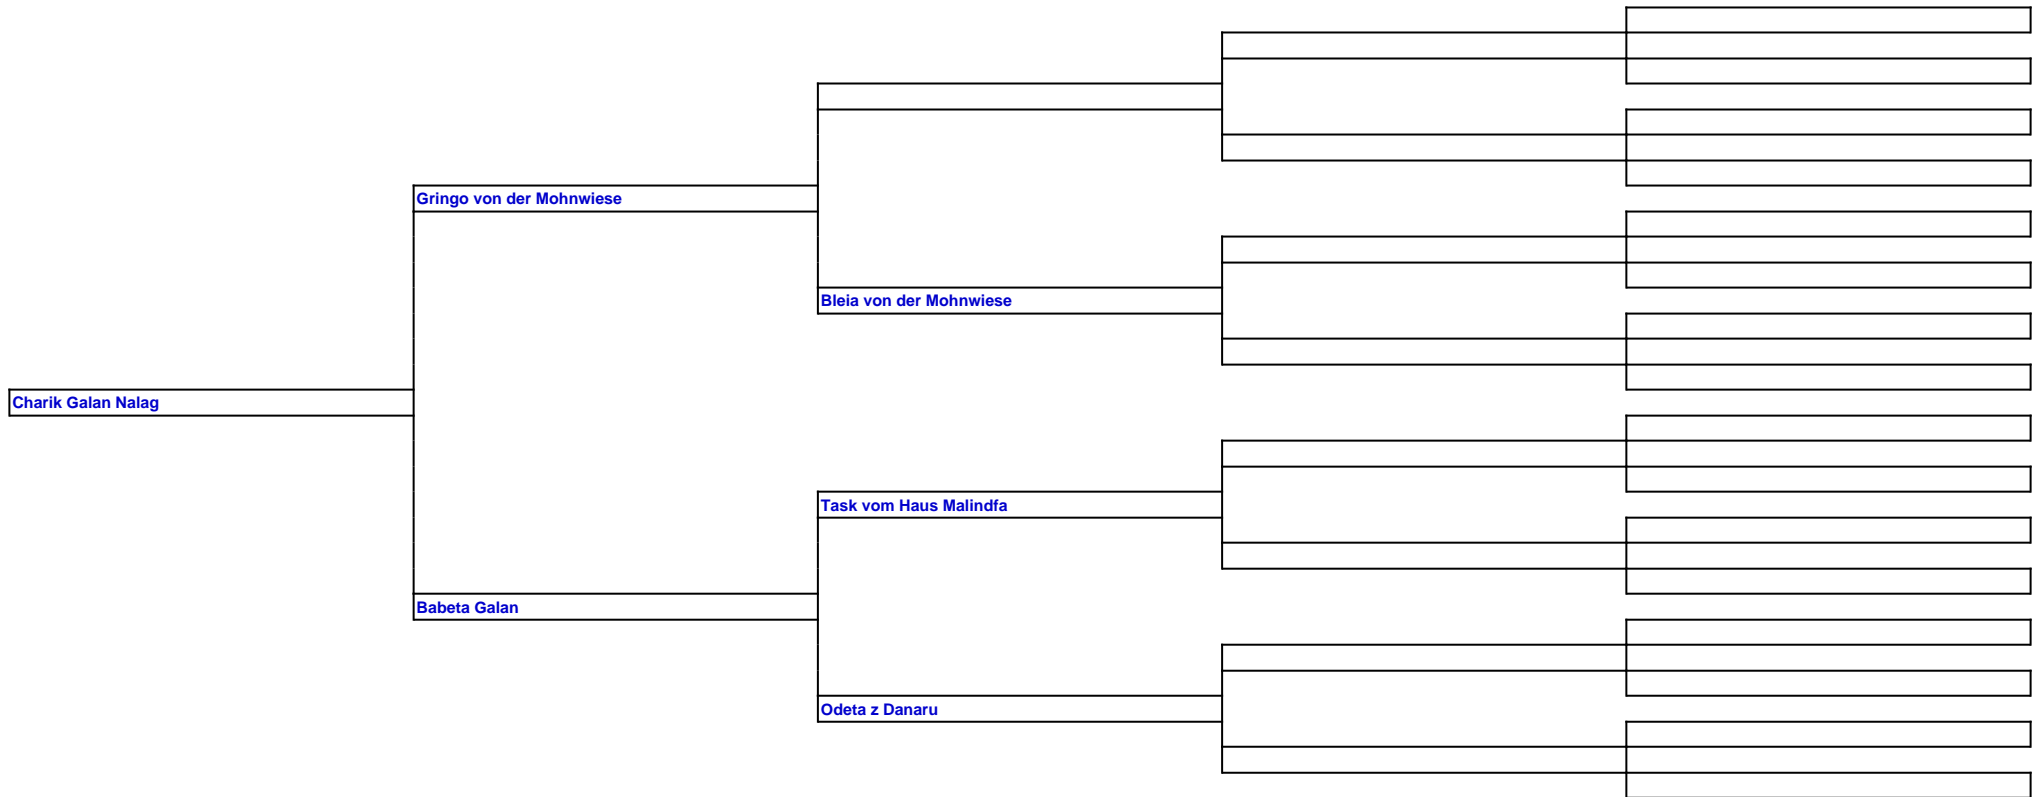 Gringo von der Mohnwiese
Bleia von der Mohnwiese
Charik Galan Nalag
Task vom Haus Malindfa
Babeta Galan
Odeta z Danaru